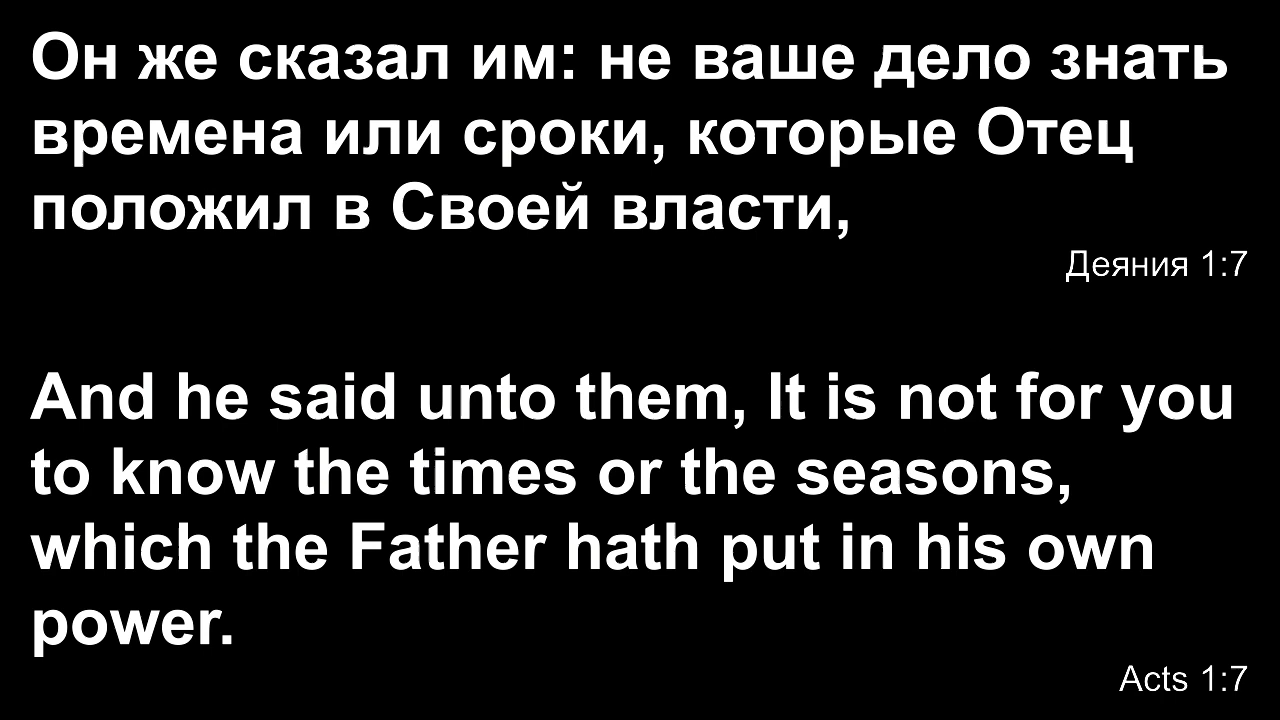 Он же сказал им: не ваше дело знать
времена или сроки, которые Отец
положил в Своей власти,
Деяния 1:7
And he said unto them, It is not for you
to know the times or the seasons,
which the Father hath put in his own
power.
Acts 1:7